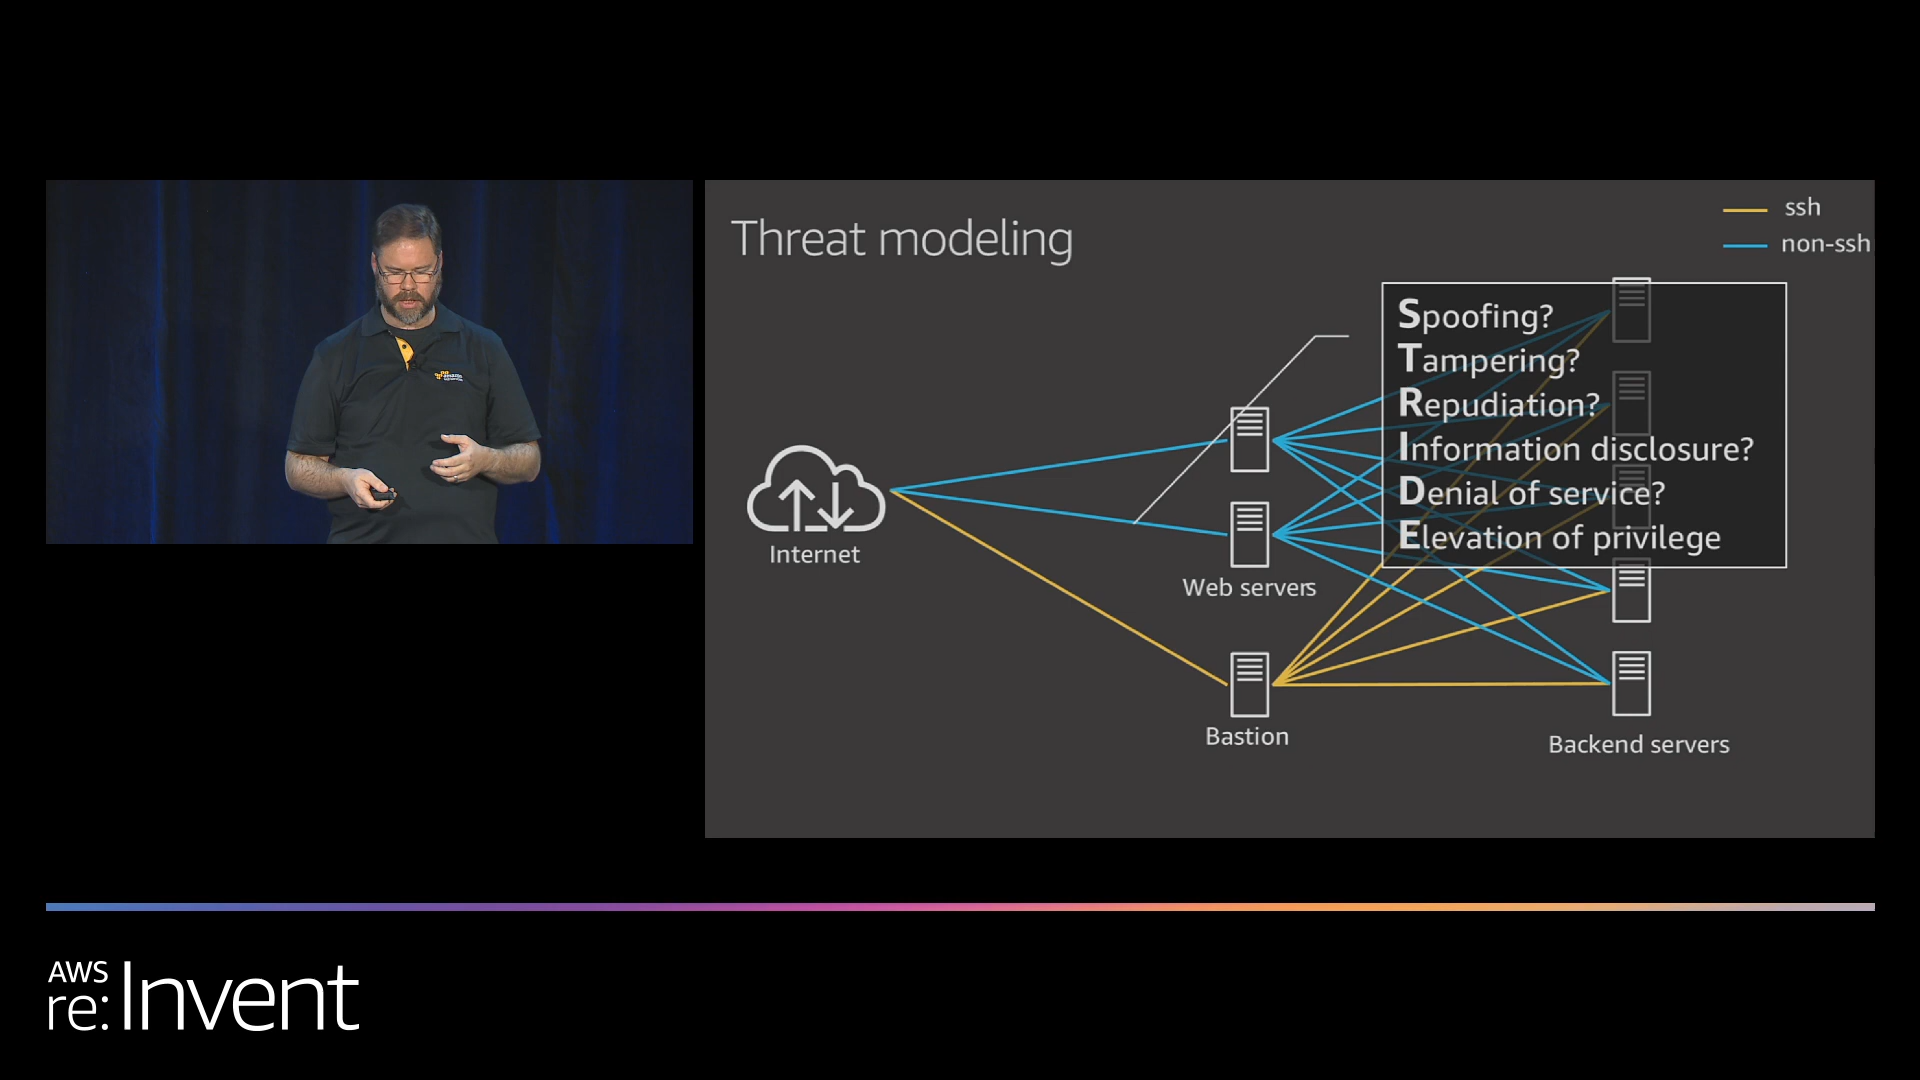 Threat modeling
ssh
non-ssh
Spoofing?
Tampering?
Repudiation?
Information disclosure?
Denial of service?
Elevation of privilege
Internet
Web servers
Bastion
Backend servers
AWS
re:Invent